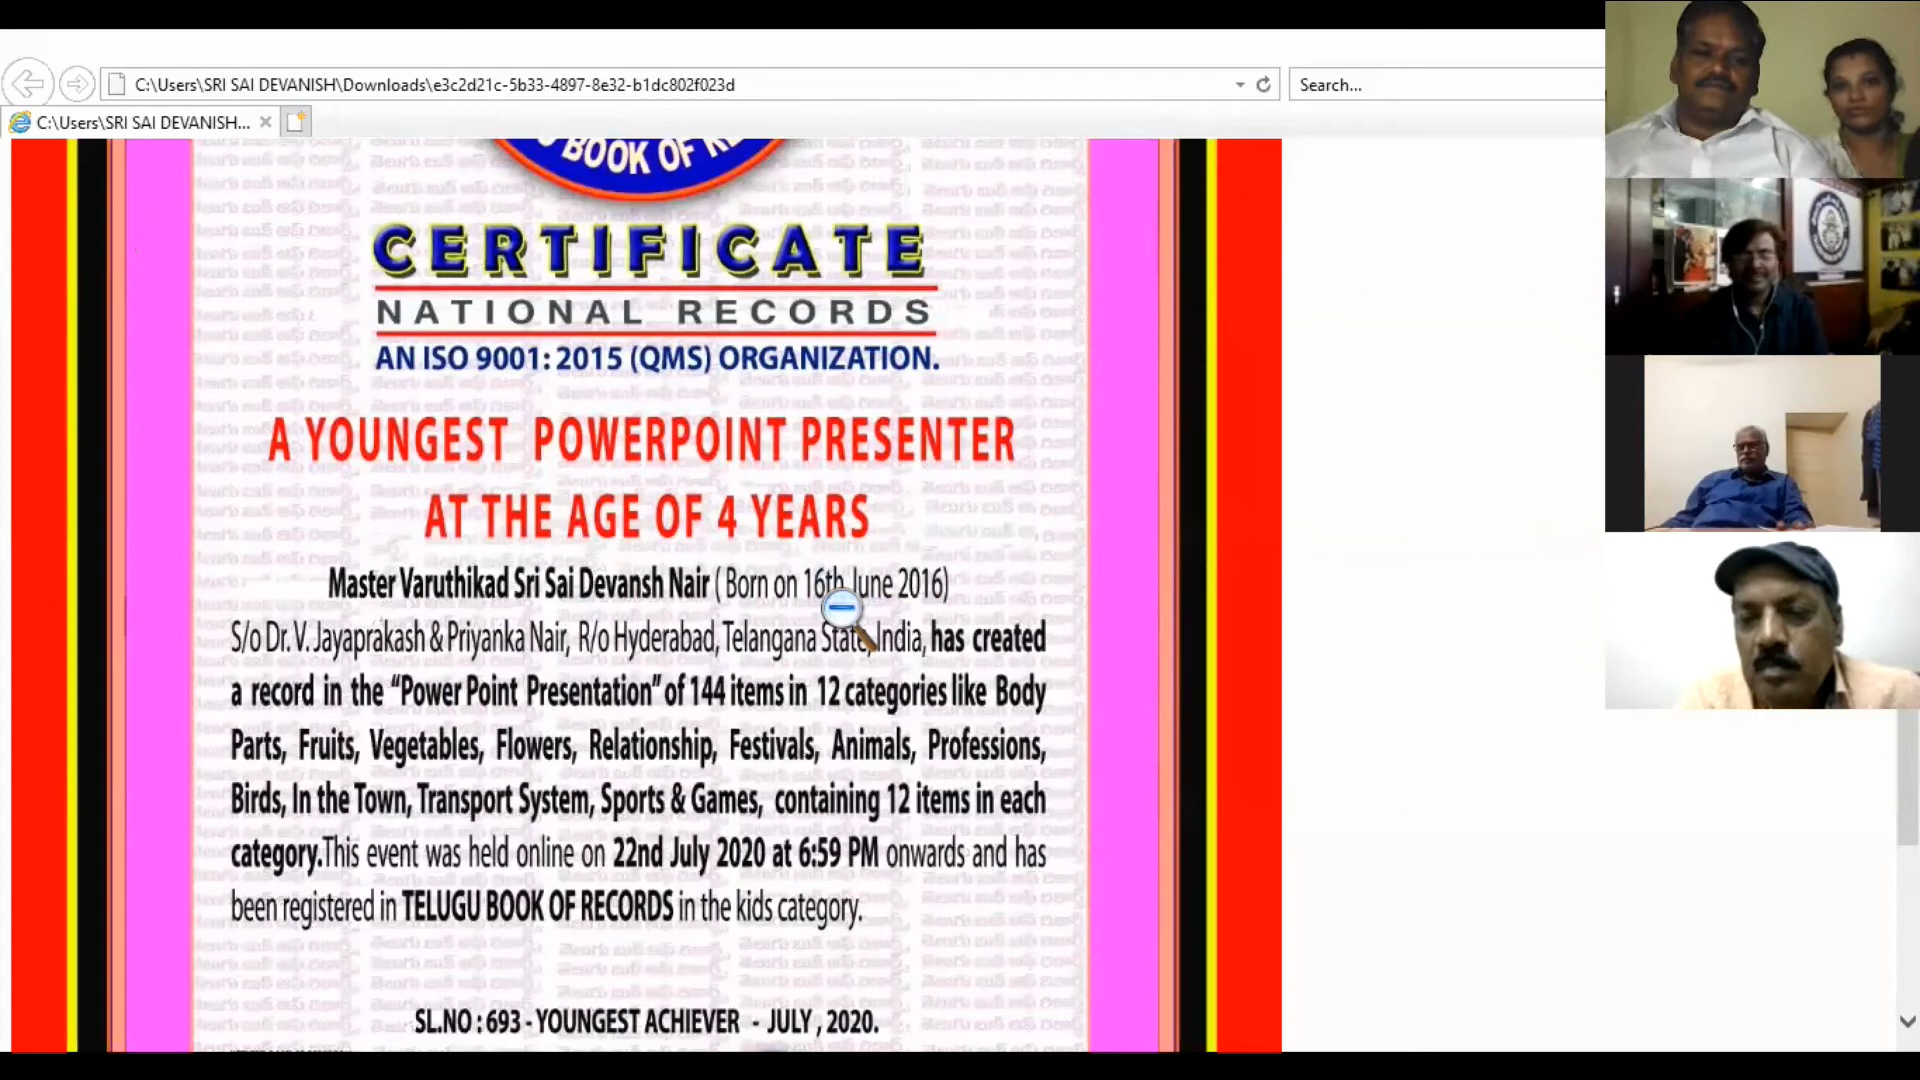 C:\Users\SRI SAI DEVANISH\Downloads\e3c2d21c-5b33-4897-8e32-b1dc802f023d
Search...
C:\Users\SRI SAI DEVANISH...
BOOK OF
CERTIFICATE
NATIONAL RECORDS
AN ISO 9001: 2015 (QMS) ORGANIZATION.
A YOUNGEST POWERPOINT PRESENTER
AT THE AGE OF 4 YEARS
Master Varuthikad Sri Sai Devansh Nair ( Born on 16th June 2016)
S/o Dr. V. Jayaprakash & Priyanka Nair, R/o Hyderabad, Telangana State, India, has created
a record in the “Power Point Presentation” of 144 items in 12 categories like Body
Parts, Fruits, Vegetables, Flowers, Relationship, Festivals, Animals, Professions,
Birds, In the Town, Transport System, Sports & Games, containing 12 items in each
category.This event was held online on 22nd July 2020 at 6:59 PM onwards and has
been registered in TELUGU BOOK OF RECORDS in the kids category.
SL.NO : 693 - YOUNGEST ACHIEVER - JULY , 2020.